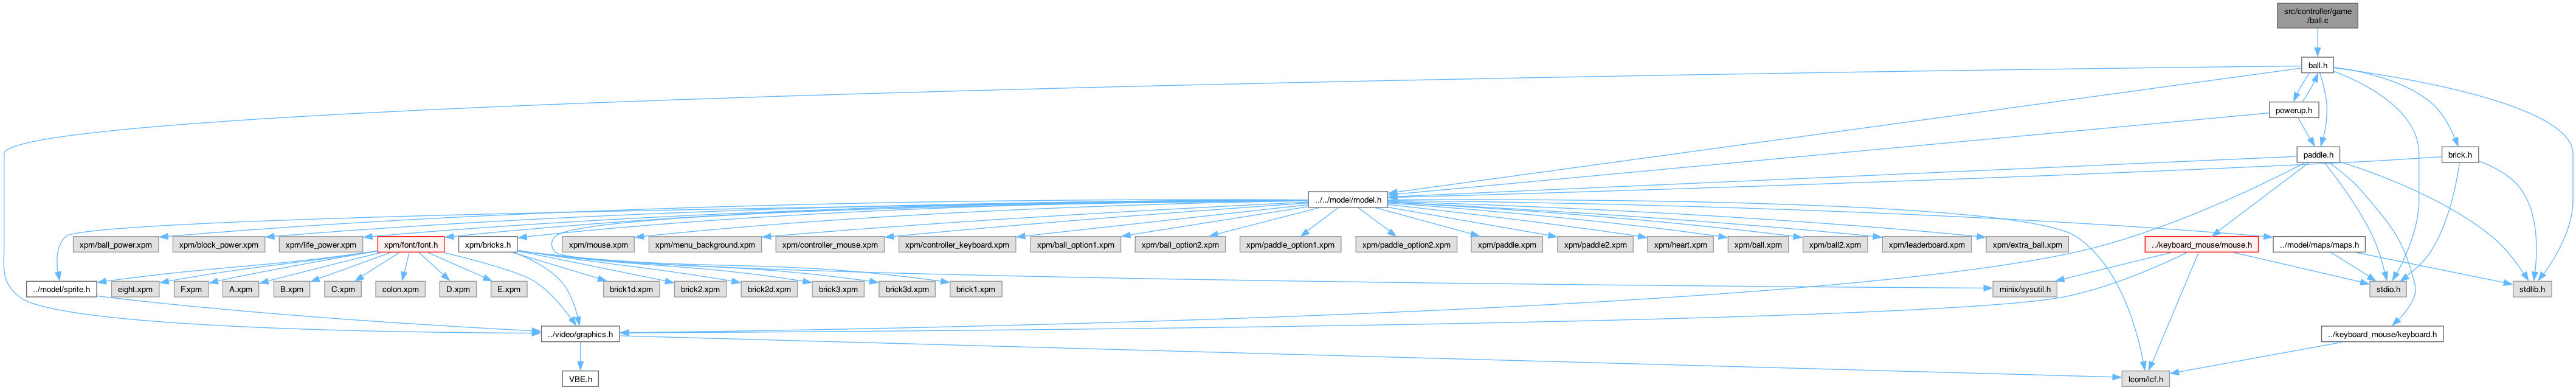 src/controller/game
/ball.c
ball.h
powerup.h
paddle.h
brick.h
../../model/model.h
xpm/ball_power.xpm
xpm/block_power.xpm
xpm/life_power.xpm
xpm/font/font.h
xpm/bricks.h
xpm/mouse.xpm
xpm/menu_background.xpm
xpm/controller_mouse.xpm
xpm/controller_keyboard.xpm
xpm/ball_option1.xpm
xpm/ball_option2.xpm
xpm/paddle_option1.xpm
xpm/paddle_option2.xpm
xpm/paddle.xpm
xpm/paddle2.xpm
xpm/heart.xpm
xpm/ball.xpm
xpm/ball2.xpm
xpm/leaderboard.xpm
xpm/extra_ball.xpm
../keyboard_mouse/mouse.h
../model/maps/maps.h
../model/sprite.h
eight.xpm
F.xpm
A.xpm
B.xpm
C.xpm
colon.xpm
D.xpm
E.xpm
brick1d.xpm
brick2.xpm
brick2d.xpm
brick3.xpm
brick3d.xpm
brick1.xpm
minix/sysutil.h
stdio.h
stdlib.h
../video/graphics.h
../keyboard_mouse/keyboard.h
VBE.h
lcom/lcf.h